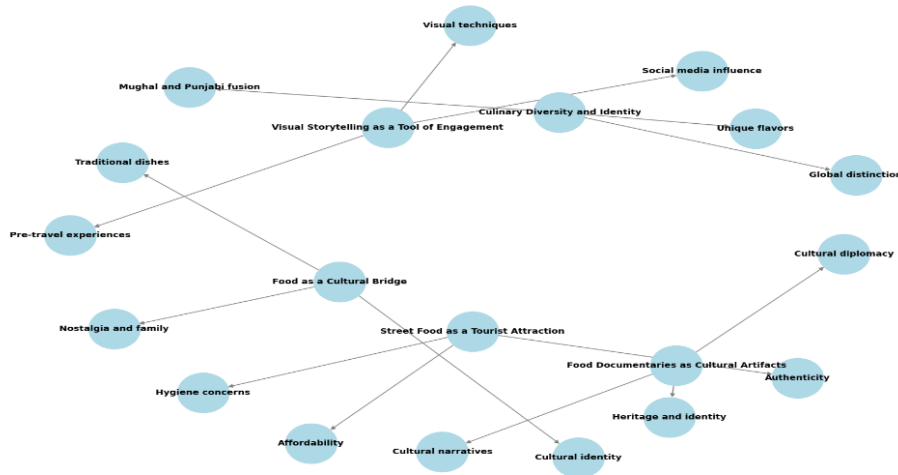 Visual techniques
Social media influence
Mughal and Punjabi fusion
Culinary Diversity and Identity
Visual Storytelling as a Tool of Engagement
Unique flavors
Traditional dishes
Global distinction
Pre-travel experiences
Cultural diplomacy
Food as a Cultural Bridge
Nostalgia and family
Street Food as a Tourist Attraction
Food Documentaries as Cultural Artifacts
Authenticity
Hygiene concerns
Heritage and identity
Affordability
Cultural narratives
Cultural identity